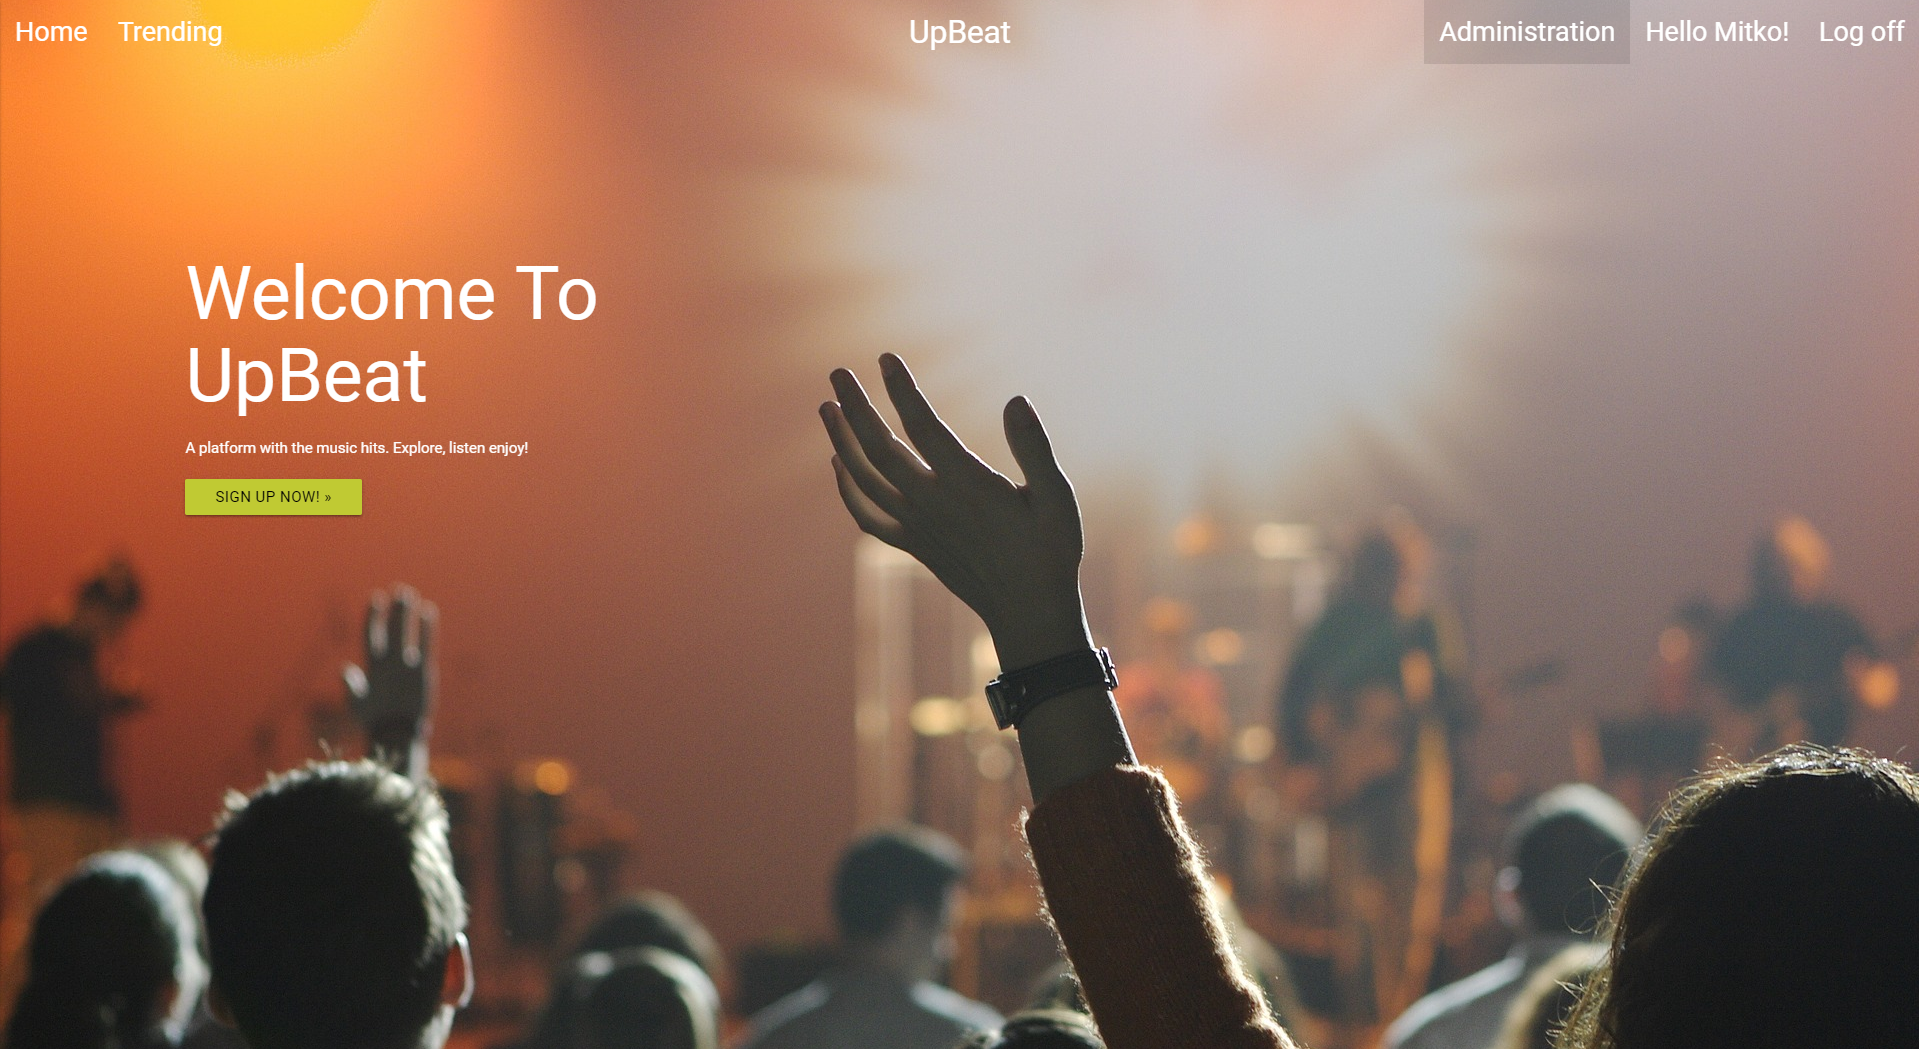 Home Trending UpBeat Administration Hello Mitko! Log off
Welcome To
UpBeat
A platform with the music hits. Explore, listen enjoy!
SIGN UP NOW! »